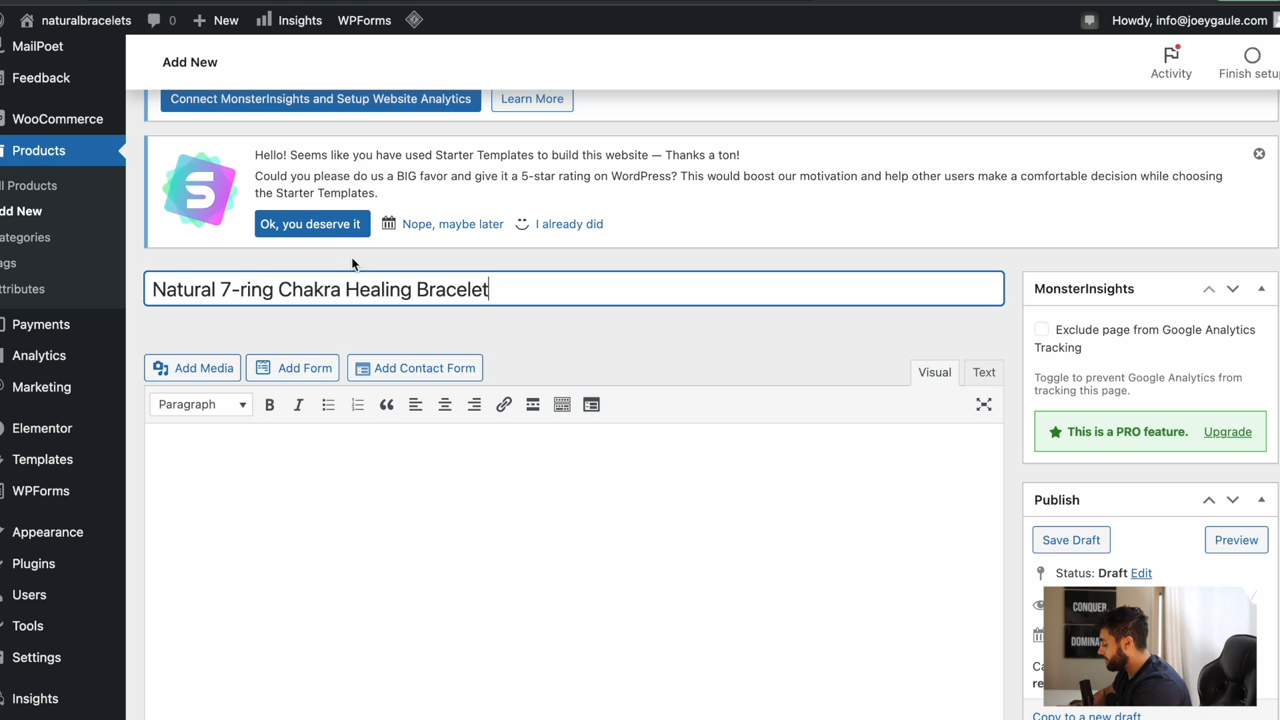 naturalbracelets
0
New
Insights
WPForms
Howdy, info@joeygaule.com
MailPoet
Feedback
WooCommerce
Products
ll Products
dd New
ategories
ags
ttributes
Payments
Analytics
Marketing
Elementor
Templates
WPForms
Appearance
Plugins
Users
Tools
Settings
Insights
Add New
Activity
Finish setu
Connect MonsterInsights and Setup Website Analytics
Learn More
Hello! Seems like you have used Starter Templates to build this website — Thanks a ton!
Could you please do us a BIG favor and give it a 5-star rating on WordPress? This would boost our motivation and help other users make a comfortable decision while choosing
the Starter Templates.
Ok, you deserve it
Nope, maybe later
I already did
Natural 7-ring Chakra Healing Bracelet
Add Media
Add Form
Add Contact Form
Visual
Text
Paragraph
B
I
MonsterInsights
Exclude page from Google Analytics
Tracking
Toggle to prevent Google Analytics from
tracking this page.
This is a PRO feature. Upgrade
Publish
Save Draft
Preview
Status: Draft Edit
Ca
re
CONQUER.
DOMINA
Copy to a new draft